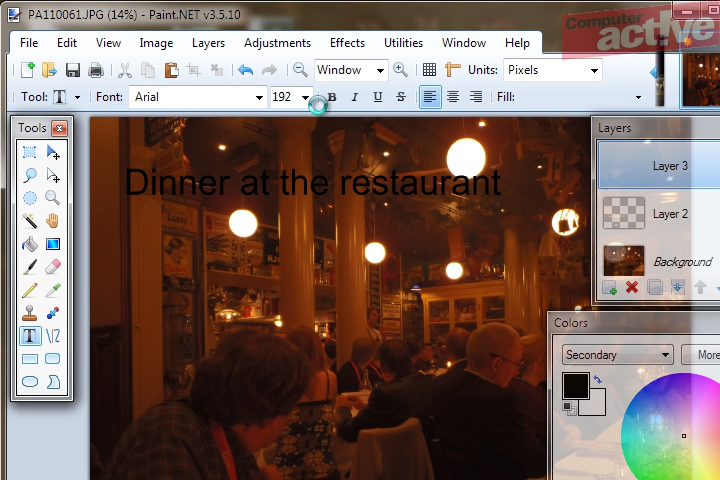 PA110061.JPG (14%) - Paint.NET v3.5.10
Computer
active
File Edit View Image Layers Adjustments Effects Utilities Window Help
Window Units: Pixels
Tool: T Font: Arial 192 B I U S Fill:
Tools
Layers
Dinner at the restaurant
Layer 3
Layer 2
Background
Colors
Secondary More